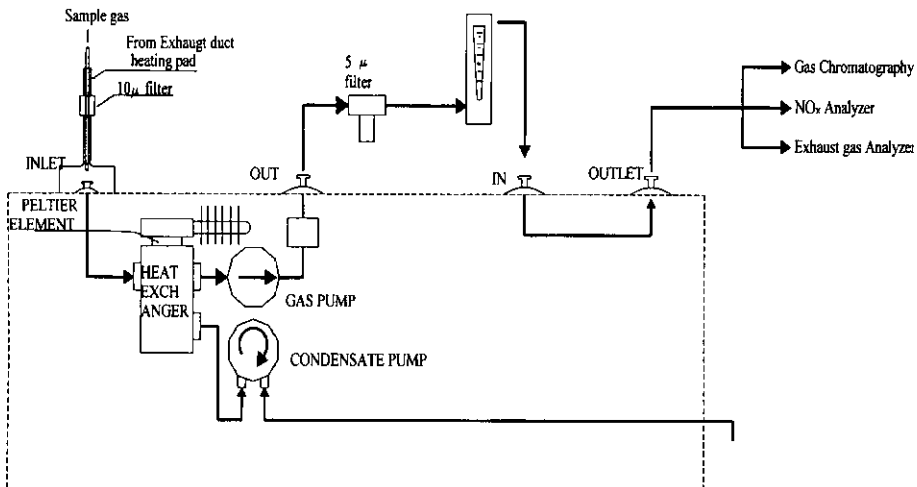 Sample gas
From Exhaugt duct
heating pad
10μ filter
INLET
PELTIER
ELEMENT
HEAT
EXCH
ANGER
GAS PUMP
CONDENSATE PUMP
OUT
5 μ
filter
IN
OUTLET
Gas Chromatography
NOx Analyzer
Exhaust gas Analyzer